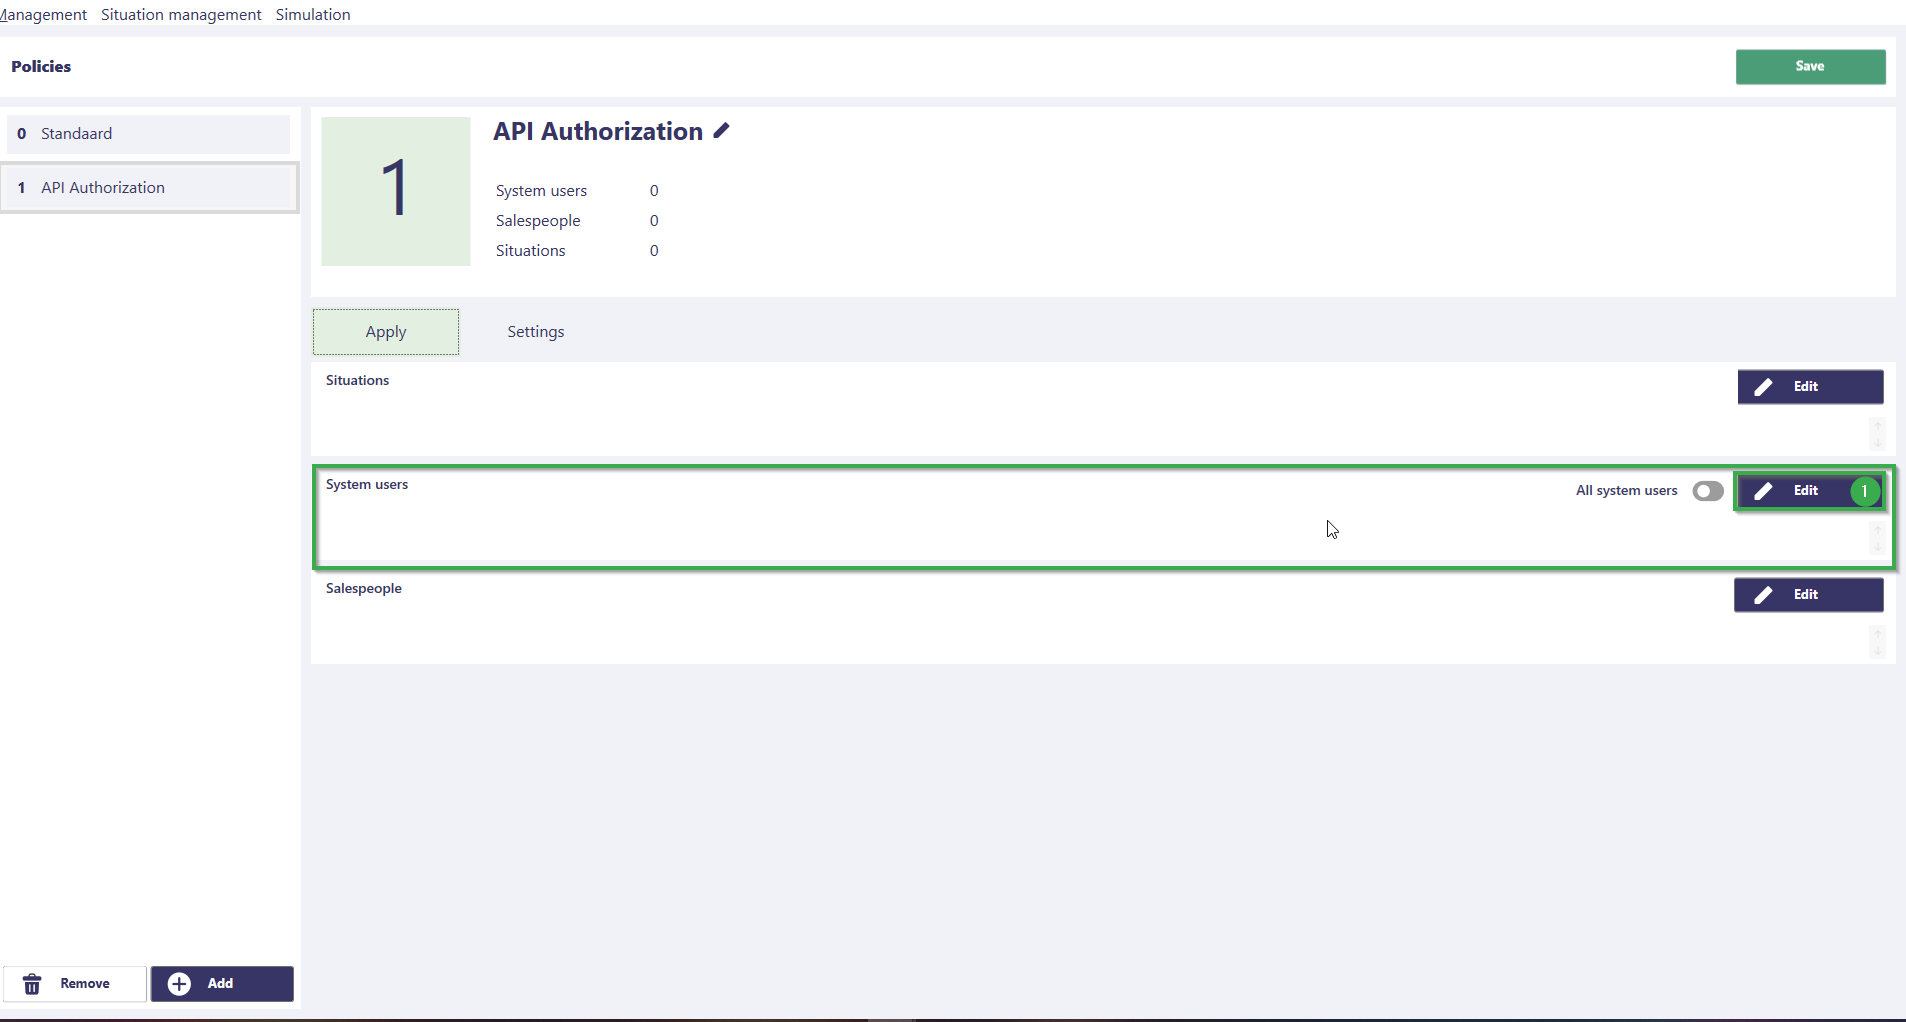 Management Situation management Simulation
Policies
Save
0 Standaard
1 API Authorization
1
API Authorization
System users 0
Salespeople 0
Situations 0
Apply Settings
Situations
Edit
System users
All system users
Edit 1
Salespeople
Edit
Remove Add